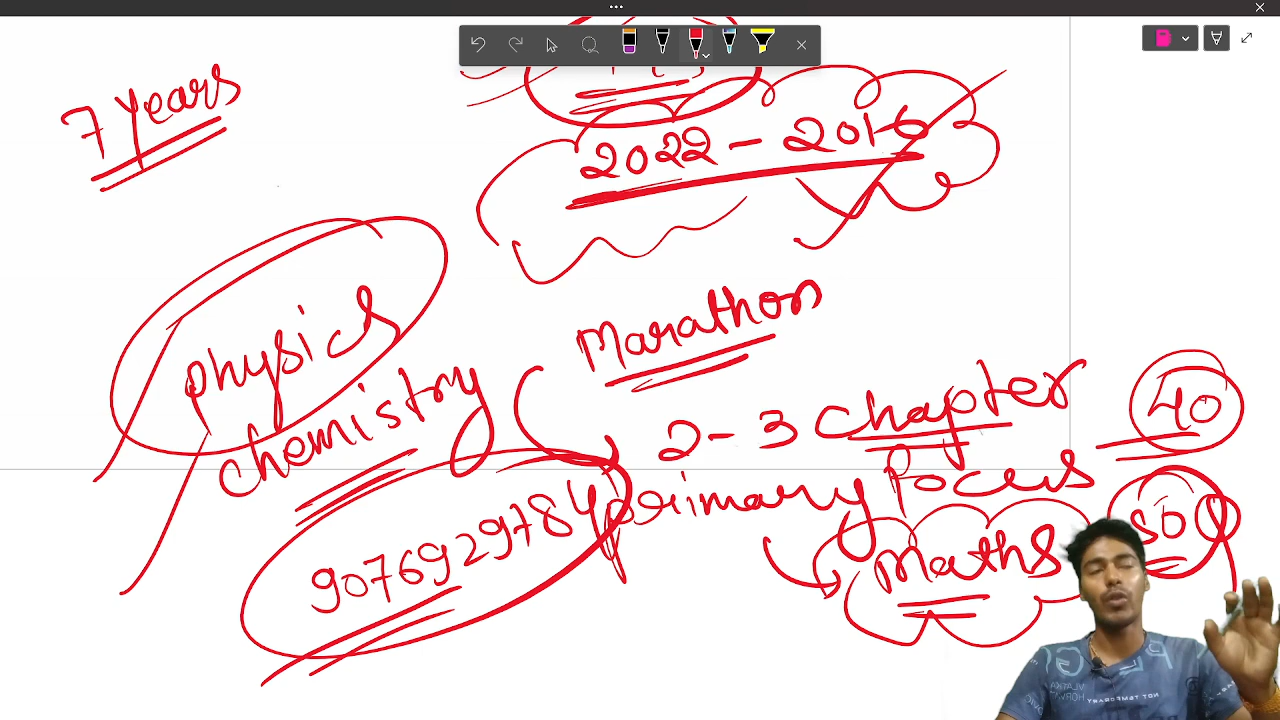 7 Years
2022 - 2016
physics
chemistry
Marathon
2-3 Chapter
40
primary focus
Maths
50
9076929784